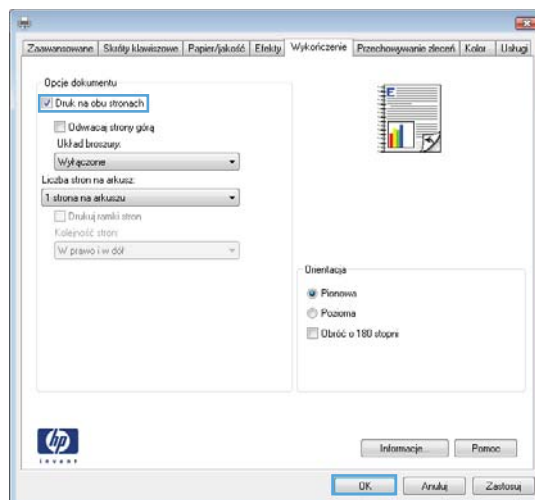 Zaawansowane Skróty klawiszowe Papier/jakość Efekty Wykończenie Przechowywanie zleceń Kolor Usługi
Opcje dokumentu
Druk na obu stronach
Odwracaj strony górą
Układ broszury:
Wyłączone
Liczba stron na arkusz:
1 strona na arkuszu
Drukuj ramki stron
Kolejność stron:
W prawo i w dół
Orientacja
Pionowa
Pozioma
Obróć o 180 stopni
hp
invent
Informacje... Pomoc
OK Anuluj Zastosuj